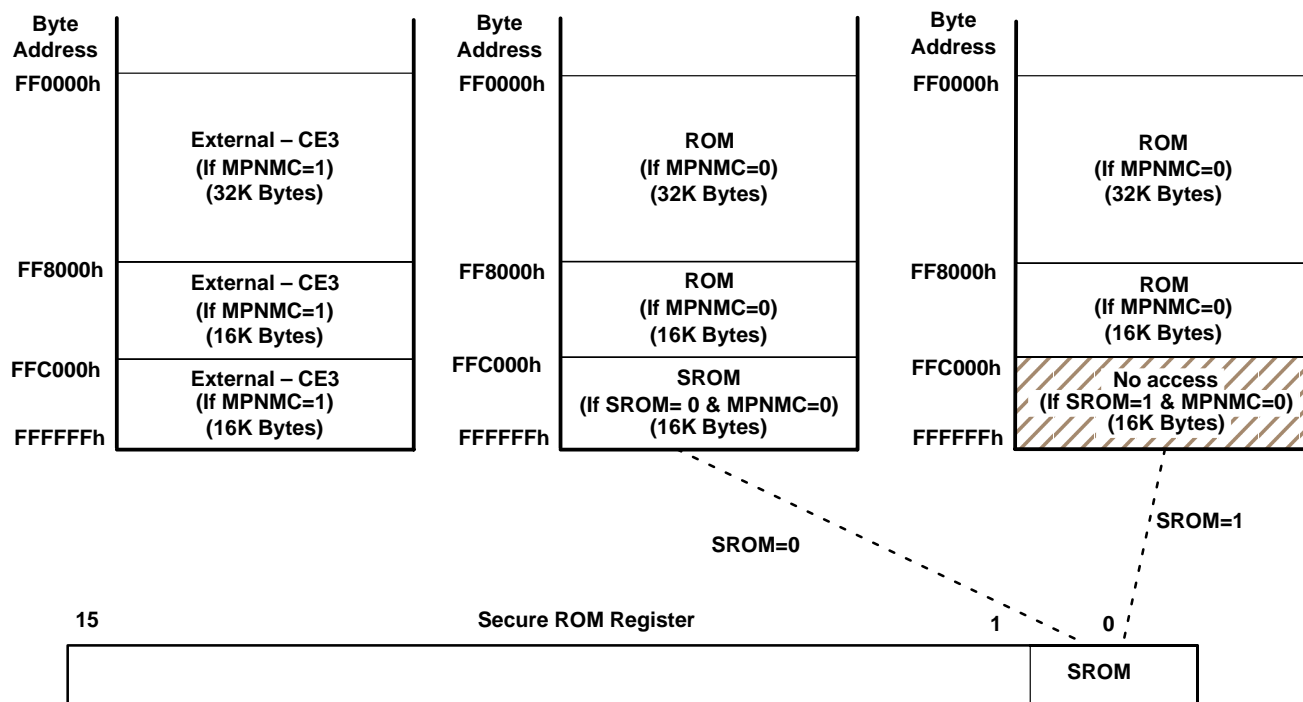 Byte
Address
FF0000h
External – CE3
(If MPNMC=1)
(32K Bytes)
FF8000h
External – CE3
(If MPNMC=1)
(16K Bytes)
FFC000h
External – CE3
(If MPNMC=1)
(16K Bytes)
FFFFFFh
Byte
Address
FF0000h
ROM
(If MPNMC=0)
(32K Bytes)
FF8000h
ROM
(If MPNMC=0)
(16K Bytes)
FFC000h
SROM
(If SROM= 0 & MPNMC=0)
(16K Bytes)
FFFFFFh
Byte
Address
FF0000h
ROM
(If MPNMC=0)
(32K Bytes)
FF8000h
ROM
(If MPNMC=0)
(16K Bytes)
FFC000h
No access
(If SROM=1 & MPNMC=0)
(16K Bytes)
FFFFFFh
SROM=0
SROM=1
15 Secure ROM Register 1 0
SROM